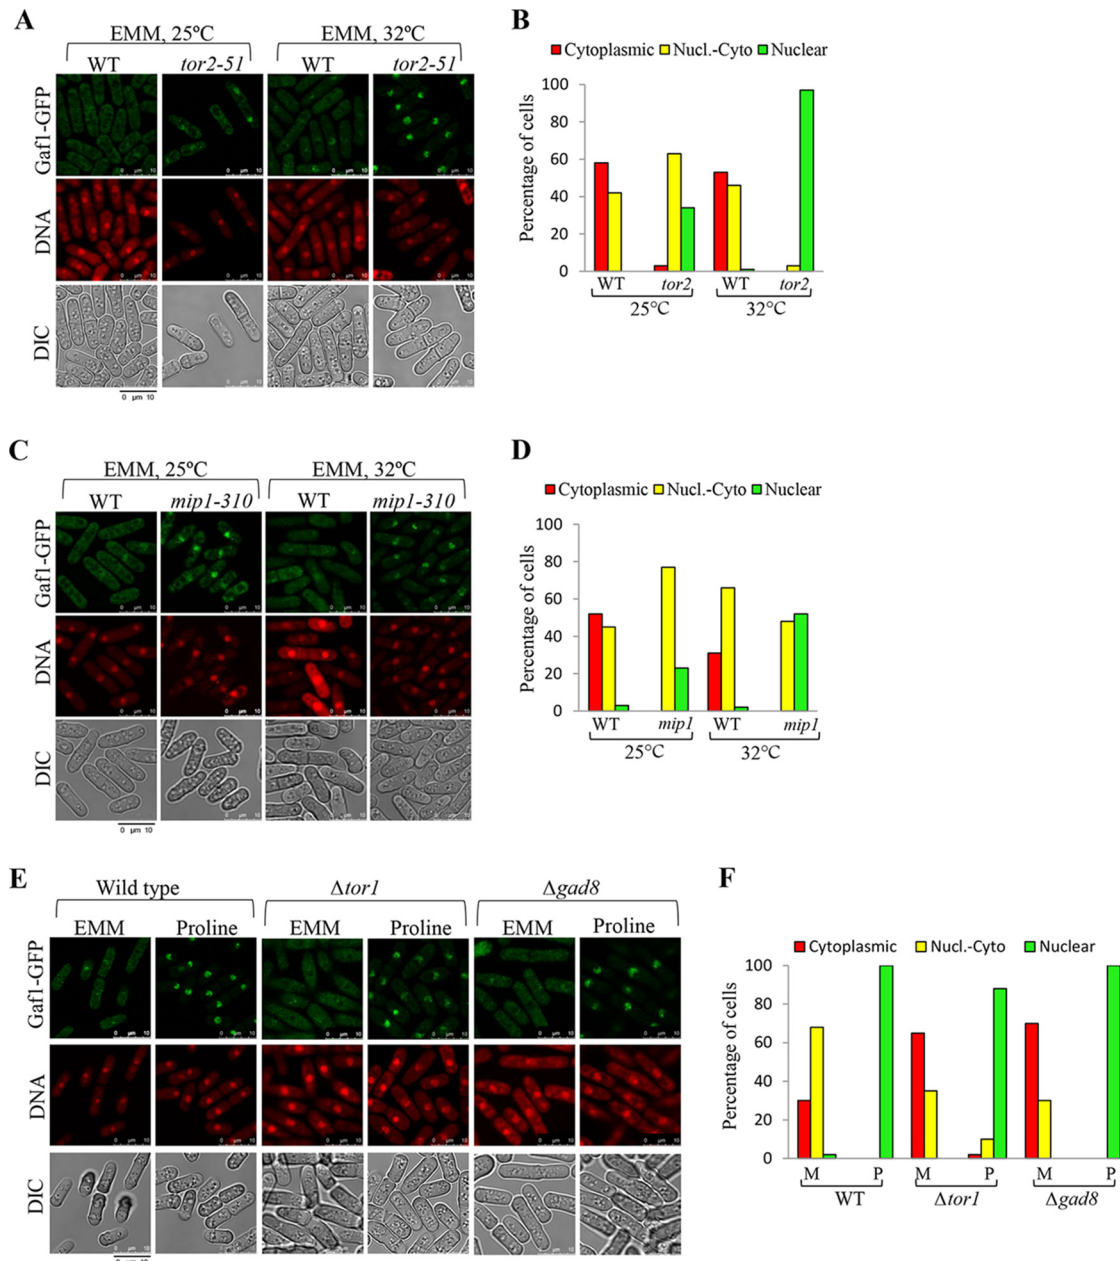 A
EMM, 25ºC
EMM, 32ºC
WT
tor2-51
WT
tor2-51
Gaf1-GFP
DNA
DIC
0 µm 10
B
Cytoplasmic
Nucl.-Cyto
Nuclear
Percentage of cells
100
80
60
40
20
0
WT
tor2
WT
tor2
25°C
32°C
C
EMM, 25ºC
EMM, 32ºC
WT
mip1-310
WT
mip1-310
Gaf1-GFP
DNA
DIC
0 µm 10
D
Cytoplasmic
Nucl.-Cyto
Nuclear
Percentage of cells
100
80
60
40
20
0
WT
mip1
WT
mip1
25°C
32°C
E
Wild type
Δtor1
Δgad8
EMM
Proline
EMM
Proline
EMM
Proline
Gaf1-GFP
DNA
DIC
0 µm 10
F
Cytoplasmic
Nucl.-Cyto
Nuclear
Percentage of cells
100
80
60
40
20
0
M
P
M
P
M
P
WT
Δtor1
Δgad8